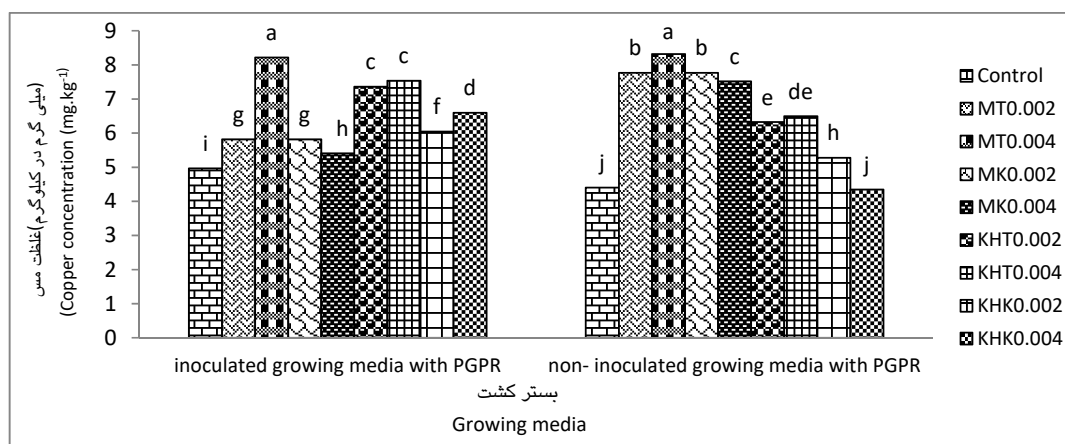 غلظت مس(میلی گرم در کیلوگرم)
(Copper concentration (mg.kg-1)
9
8
7
6
5
4
3
2
1
0
i
g
a
g
h
c
c
f
d
j
b
a
b
c
e
de
h
j
inoculated growing media with PGPR
non- inoculated growing media with PGPR
بستر کشت
Growing media
Control
MT0.002
MT0.004
MK0.002
MK0.004
KHT0.002
KHT0.004
KHK0.002
KHK0.004